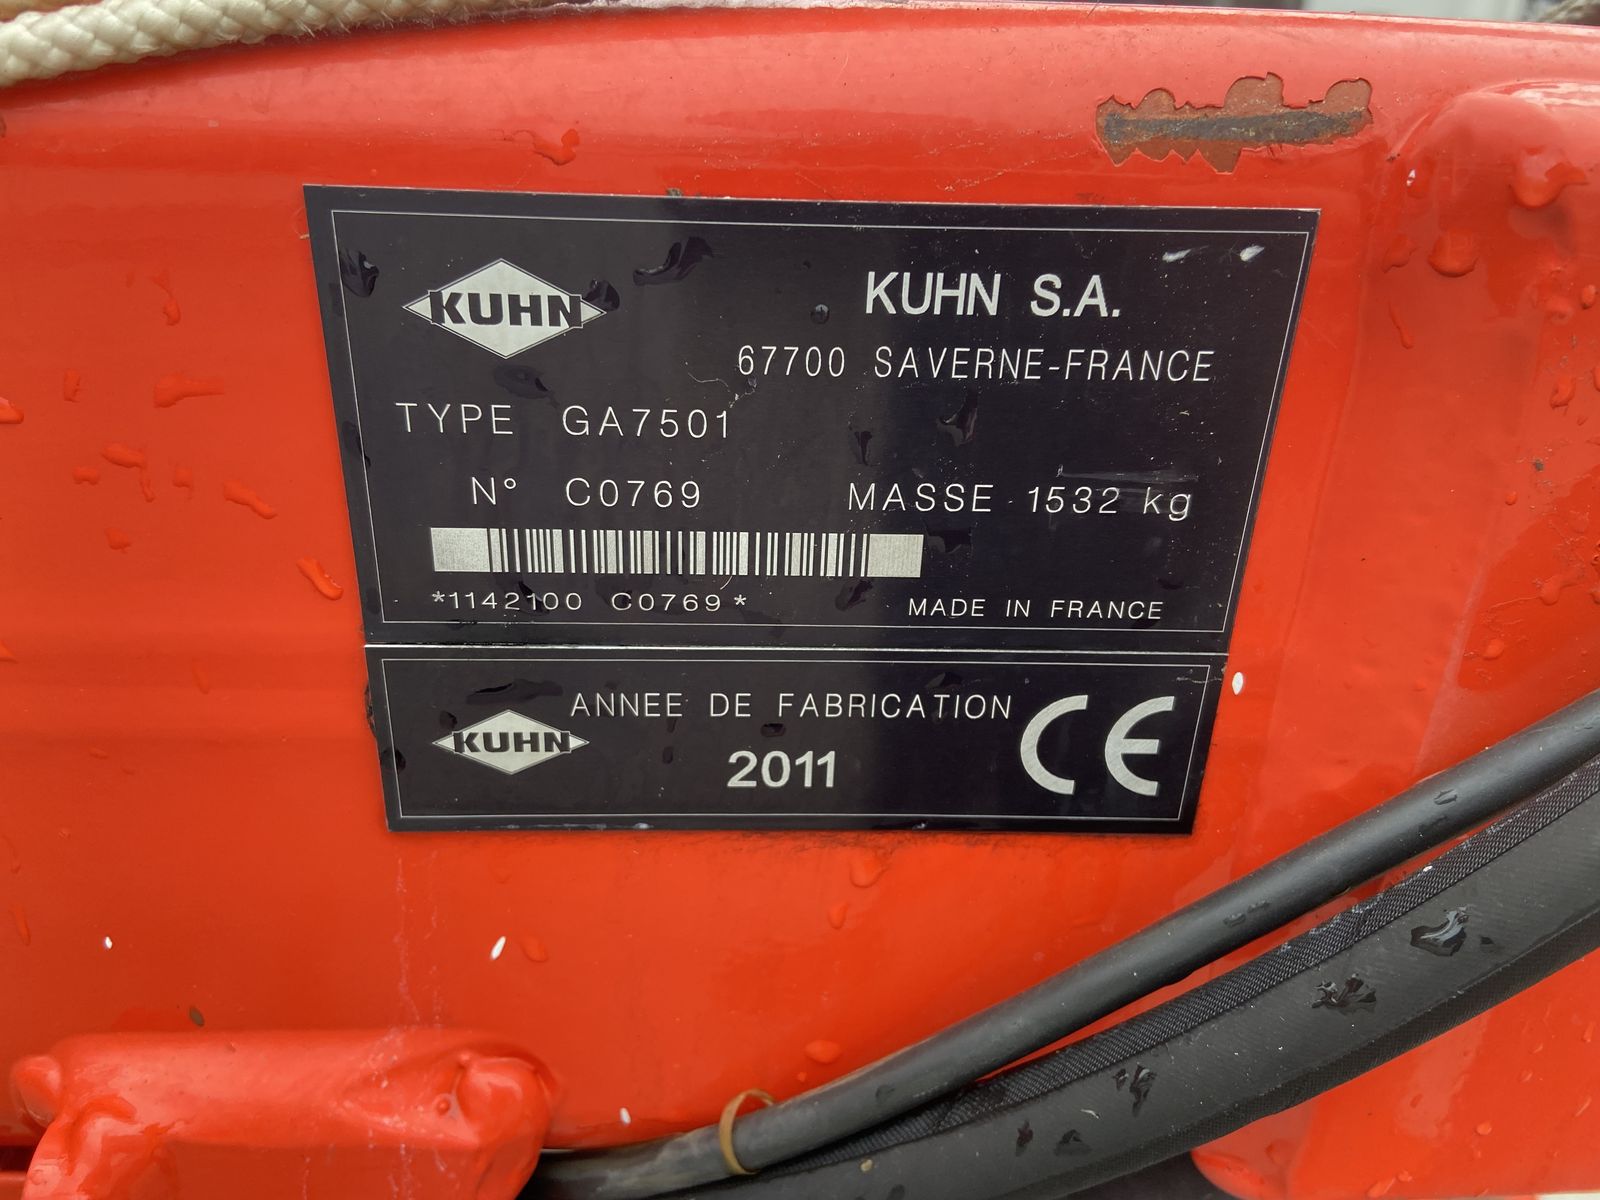 KUHN
KUHN S.A.
67700 SAVERNE-FRANCE
TYPE GA7501
N° C0769 MASSE 1532 kg
*1142100 C0769*
MADE IN FRANCE
KUHN
ANNEE DE FABRICATION
2011
CE